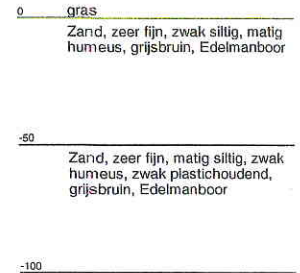 0 gras
Zand, zeer fijn, zwak siltig, matig
humeus, grijsbruin, Edelmanboor
-50
Zand, zeer fijn, matig siltig, zwak
humeus, zwak plastichoudend,
grijsbruin, Edelmanboor
-100